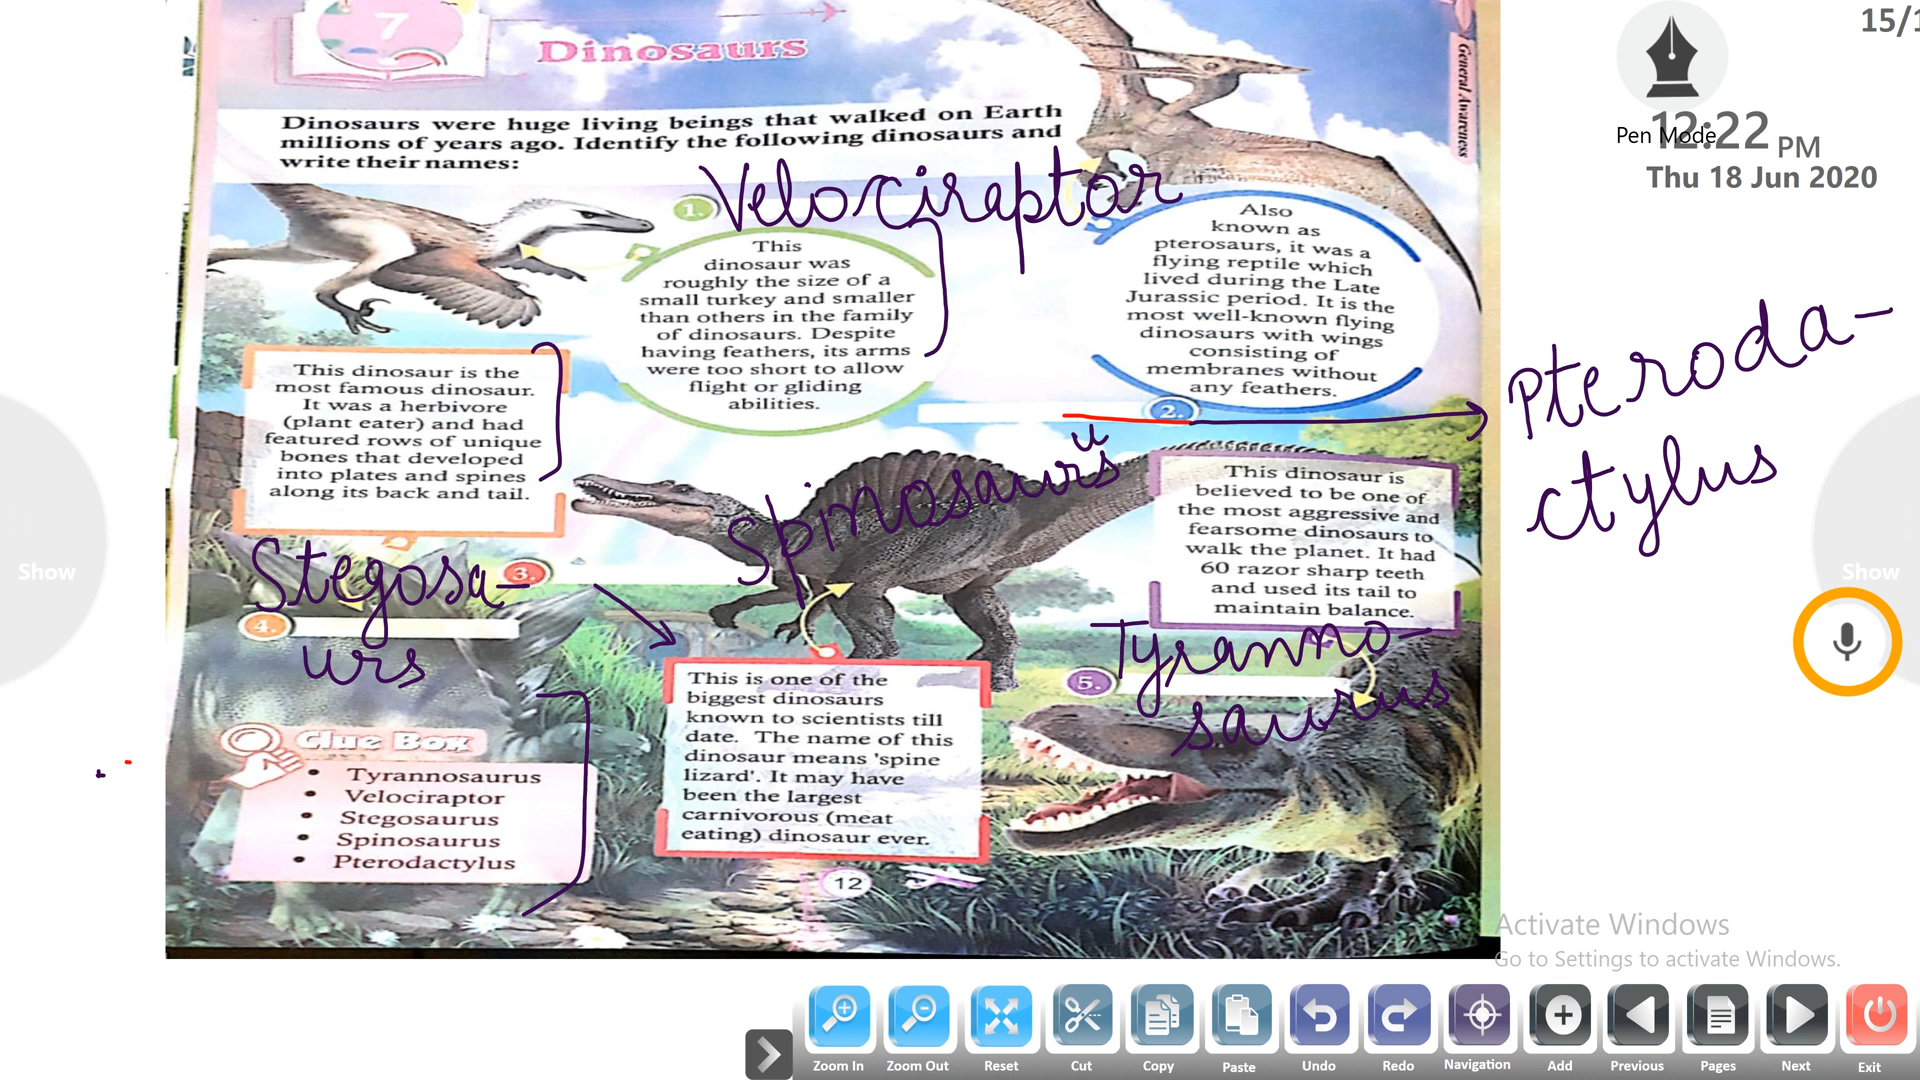 7
Dinosaurs
General Awareness
Dinosaurs were huge living beings that walked on Earth
millions of years ago. Identify the following dinosaurs and
write their names:
1.
Velociraptor
This
dinosaur was
roughly the size of a
small turkey and smaller
than others in the family
of dinosaurs. Despite
having feathers, its arms
were too short to allow
flight or gliding
abilities.
Also
known as
pterosaurs, it was a
flying reptile which
lived during the Late
Jurassic period. It is the
most well-known flying
dinosaurs with wings
consisting of
membranes without
any feathers.
2.
Pteroda-
ctylus
This dinosaur is the
most famous dinosaur.
It was a herbivore
(plant eater) and had
featured rows of unique
bones that developed
into plates and spines
along its back and tail.
Stegosa-
urs
4.
3.
Spinosaurs
u
This is one of the
biggest dinosaurs
known to scientists till
date. The name of this
dinosaur means 'spine
lizard'. It may have
been the largest
carnivorous (meat
eating) dinosaur ever.
This dinosaur is
believed to be one of
the most aggressive and
fearsome dinosaurs to
walk the planet. It had
60 razor sharp teeth
and used its tail to
maintain balance.
5.
Tyranno-
saurus
Clue Box
• Tyrannosaurus
• Velociraptor
• Stegosaurus
• Spinosaurus
• Pterodactylus
12
15/1
Pen Mode
12:22 PM
Thu 18 Jun 2020
Show
Show
Activate Windows
Go to Settings to activate Windows.
Zoom In
Zoom Out
Reset
Cut
Copy
Paste
Undo
Redo
Navigation
Add
Previous
Pages
Next
Exit